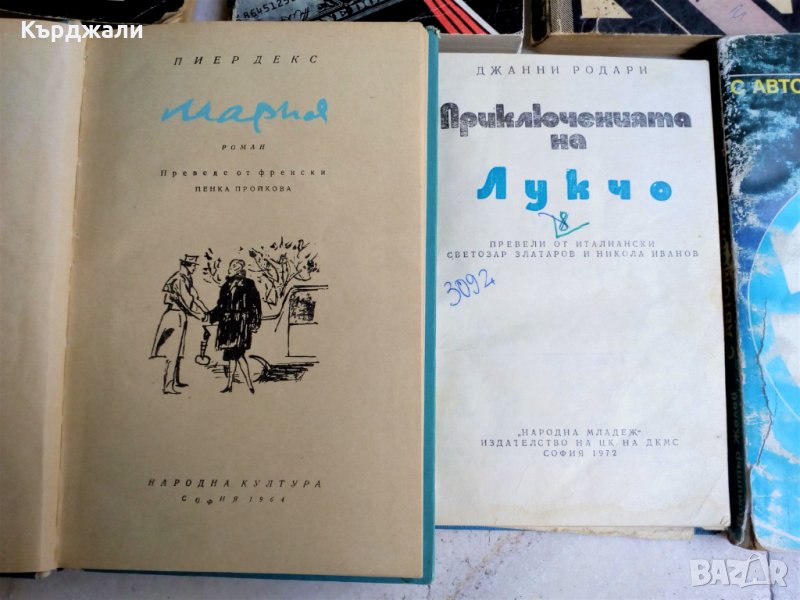 Кърджали
ПИЕР ДЕКС
Мария
РОМАН
Преведе от френски
ПЕНКА ПРОЙКОВА
НАРОДНА КУЛТУРА
СОФИЯ 1964
ДЖАННИ РОДАРИ
Приключенията
на
Лукчо
8
ПРЕВЕЛИ ОТ ИТАЛИАНСКИ
СВЕТОЗАР ЗЛАТАРОВ И НИКОЛА ИВАНОВ
3092
„НАРОДНА МЛАДЕЖ"
ИЗДАТЕЛСТВО НА ЦК НА ДКМС
СОФИЯ 1972
С АВТО
BAZAR